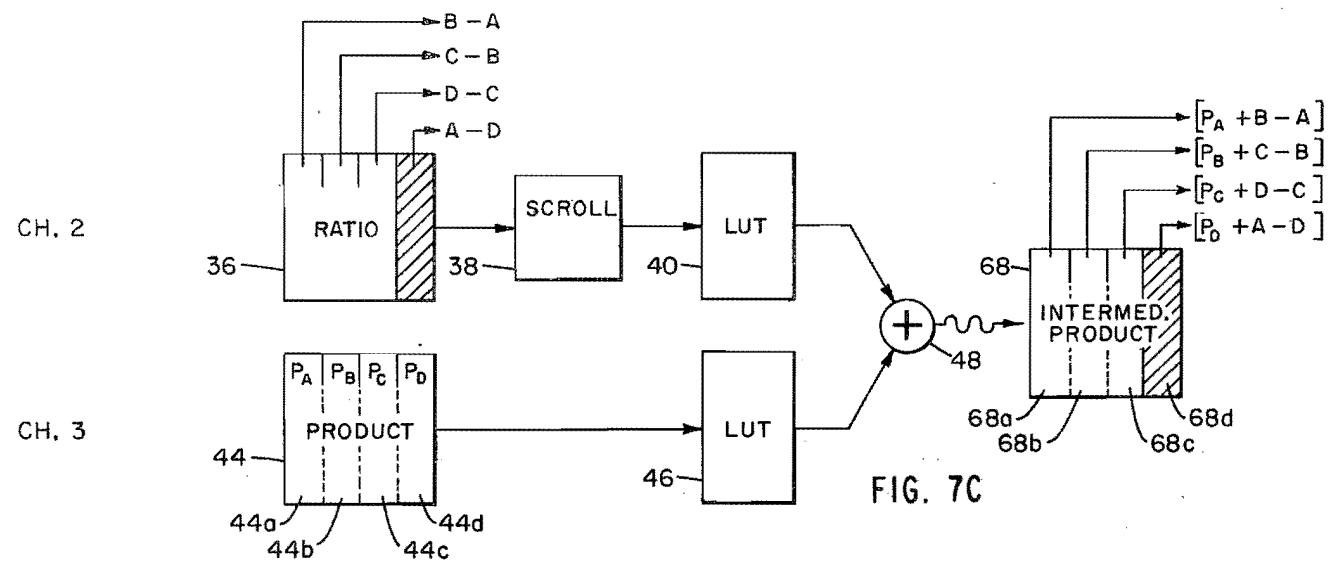 B – A
C – B
D – C
A – D
[P_A + B – A]
[P_B + C – B]
[P_C + D – C]
[P_D + A – D]
CH. 2
RATIO
SCROLL
LUT
36
38
40
68
INTERMED.
PRODUCT
48
68a
68b
68c
68d
CH. 3
P_A P_B P_C P_D
PRODUCT
LUT
44
46
44a
44b
44c
44d
FIG. 7C